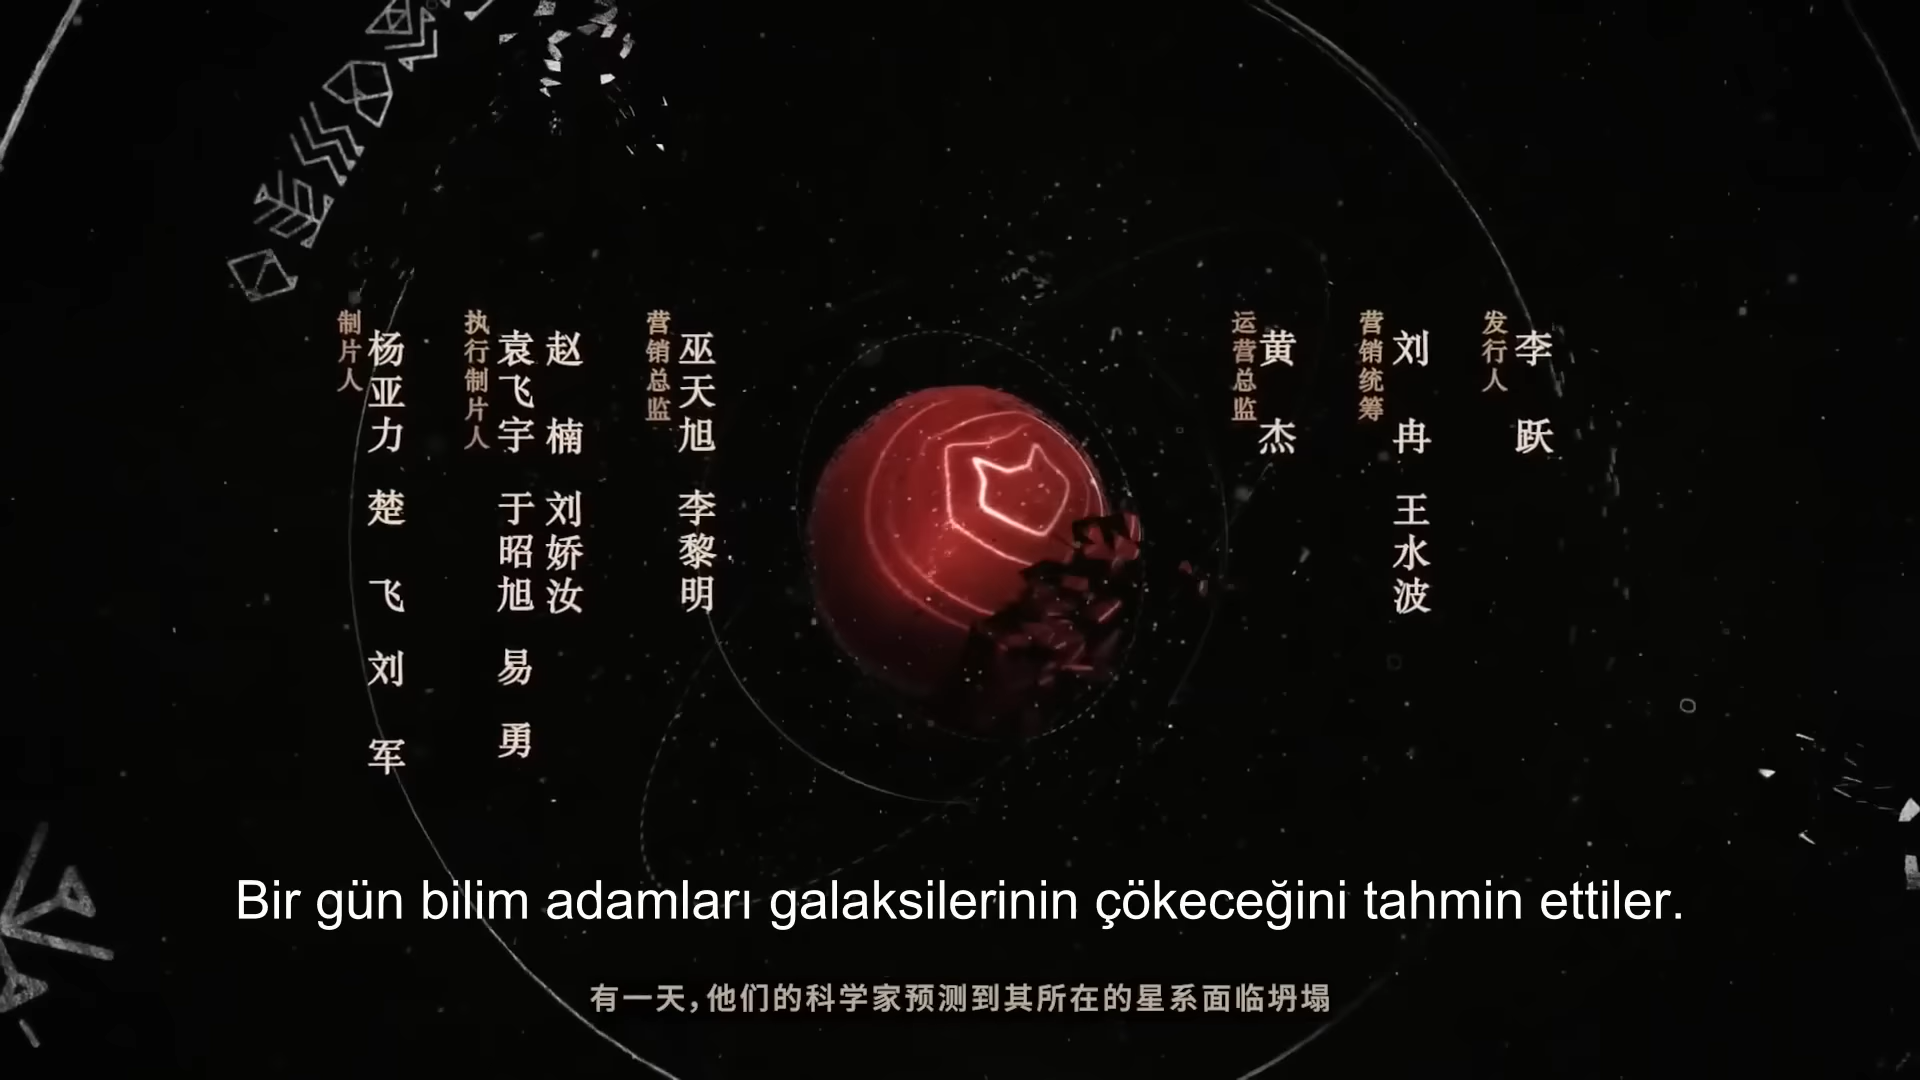 制片人
杨亚力 楚飞 刘军
执行制片人
袁飞宇 于昭旭 易勇
赵楠 刘娇汝
营销总监
巫天旭 李黎明
运营总监
黄杰
营销统筹
刘冉 王水波
发行人
李跃
Bir gün bilim adamları galaksilerinin çökeceğini tahmin ettiler.
有一天,他们的科学家预测到其所在的星系面临坍塌